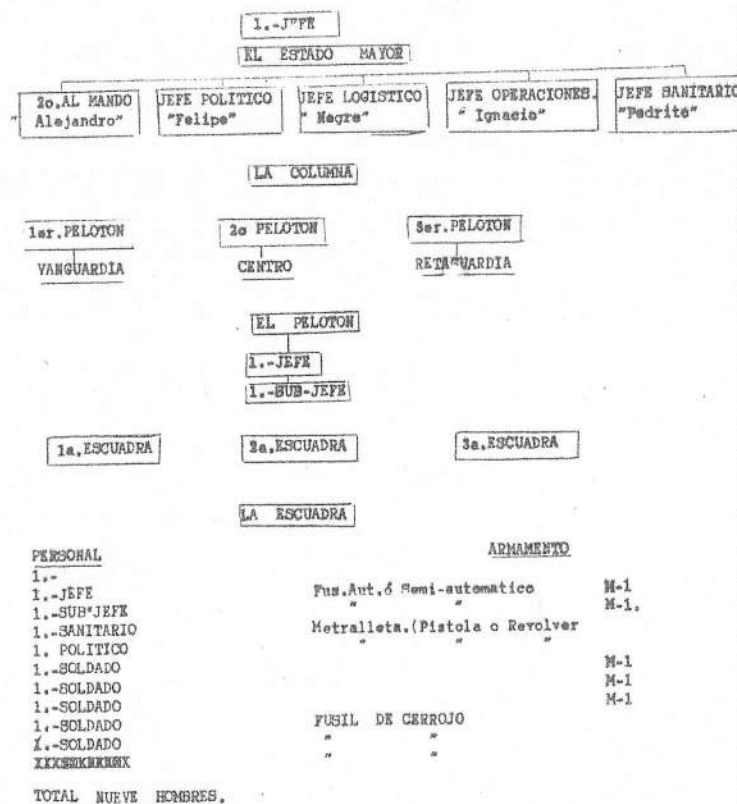 1.-J"FE
EL ESTADO MAYOR
2o.AL MANDO JEFE POLITICO JEFE LOGISTICO JEFE OPERACIONES. JEFE SANITARIO
" Alejandro" "Felipe" " Negro" " Ignacio" "Pedrito"
LA COLUMNA
1er.PELOTON 2o PELOTON 3er.PELOTON
VANGUARDIA CENTRO RETA"VARDIA
EL PELOTON
1.-JEFE
1.-SUB-JEFE
1a.ESCUADRA 2a.ESCUADRA 3a.ESCUADRA
LA ESCUADRA
PERSONAL ARMAMENTO
1.-
1.-JEFE Fus.Aut.ó Semi-automatico M-1
1.-SUB"JEFE " " M-1.
1.-SANITARIO Metralleta.(Pistola o Revolver
1. POLITICO " " "
1.-SOLDADO M-1
1.-SOLDADO M-1
1.-SOLDADO M-1
1.-SOLDADO FUSIL DE CERROJO
1.-SOLDADO " "
" "
TOTAL NUEVE HOMBRES.